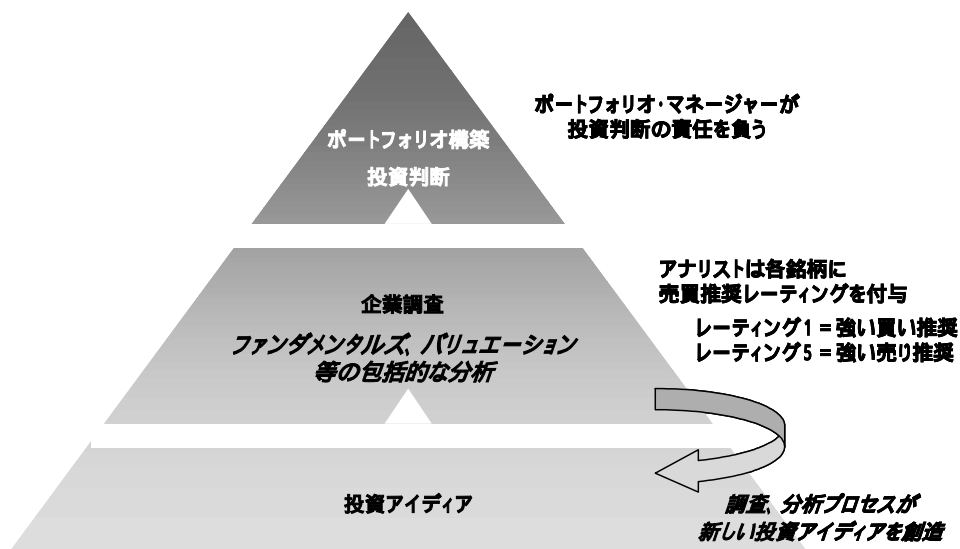 ポートフォリオ・マネージャーが
投資判断の責任を負う
ポートフォリオ構築
投資判断
アナリストは各銘柄に
売買推奨レーティングを付与
レーティング1 = 強い買い推奨
レーティング5 = 強い売り推奨
企業調査
ファンダメンタルズ、バリュエーション
等の包括的な分析
投資アイディア
調査、分析プロセスが
新しい投資アイディアを創造